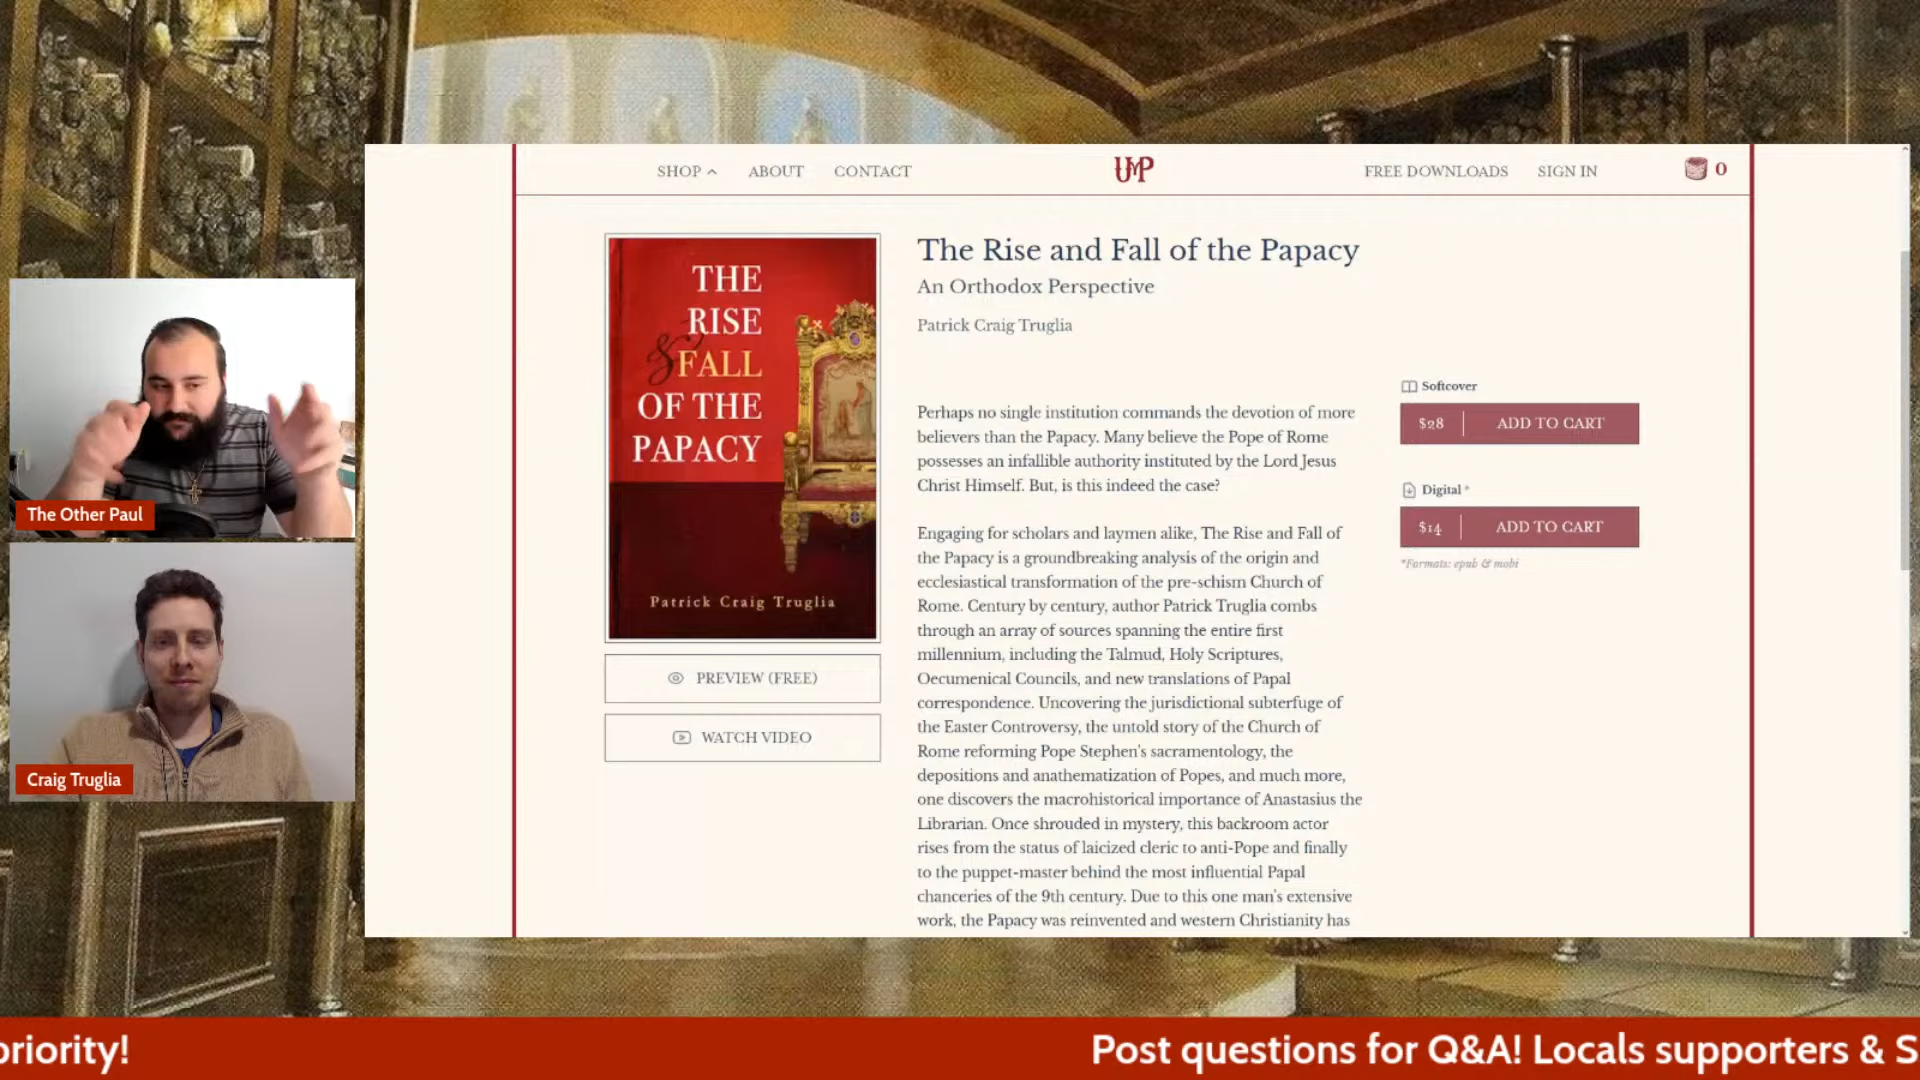 SHOP
ABOUT
CONTACT
UMP
FREE DOWNLOADS
SIGN IN
0
THE
RISE
& FALL
OF THE
PAPACY
Patrick Craig Truglia
PREVIEW (FREE)
WATCH VIDEO
The Rise and Fall of the Papacy
An Orthodox Perspective
Patrick Craig Truglia
Perhaps no single institution commands the devotion of more
believers than the Papacy. Many believe the Pope of Rome
possesses an infallible authority instituted by the Lord Jesus
Christ Himself. But, is this indeed the case?
Engaging for scholars and laymen alike, The Rise and Fall of
the Papacy is a groundbreaking analysis of the origin and
ecclesiastical transformation of the pre-schism Church of
Rome. Century by century, author Patrick Truglia combs
through an array of sources spanning the entire first
millennium, including the Talmud, Holy Scriptures,
Oecumenical Councils, and new translations of Papal
correspondence. Uncovering the jurisdictional subterfuge of
the Easter Controversy, the untold story of the Church of
Rome reforming Pope Stephen's sacramentology, the
depositions and anathematization of Popes, and much more,
one discovers the macrohistorical importance of Anastasius the
Librarian. Once shrouded in mystery, this backroom actor
rises from the status of laicized cleric to anti-Pope and finally
to the puppet-master behind the most influential Papal
chanceries of the 9th century. Due to this one man's extensive
work, the Papacy was reinvented and western Christianity has
Softcover
$28 ADD TO CART
Digital *
$14 ADD TO CART
*Formats: epub & mobi
The Other Paul
Craig Truglia
priority!
Post questions for Q&A! Locals supporters & S